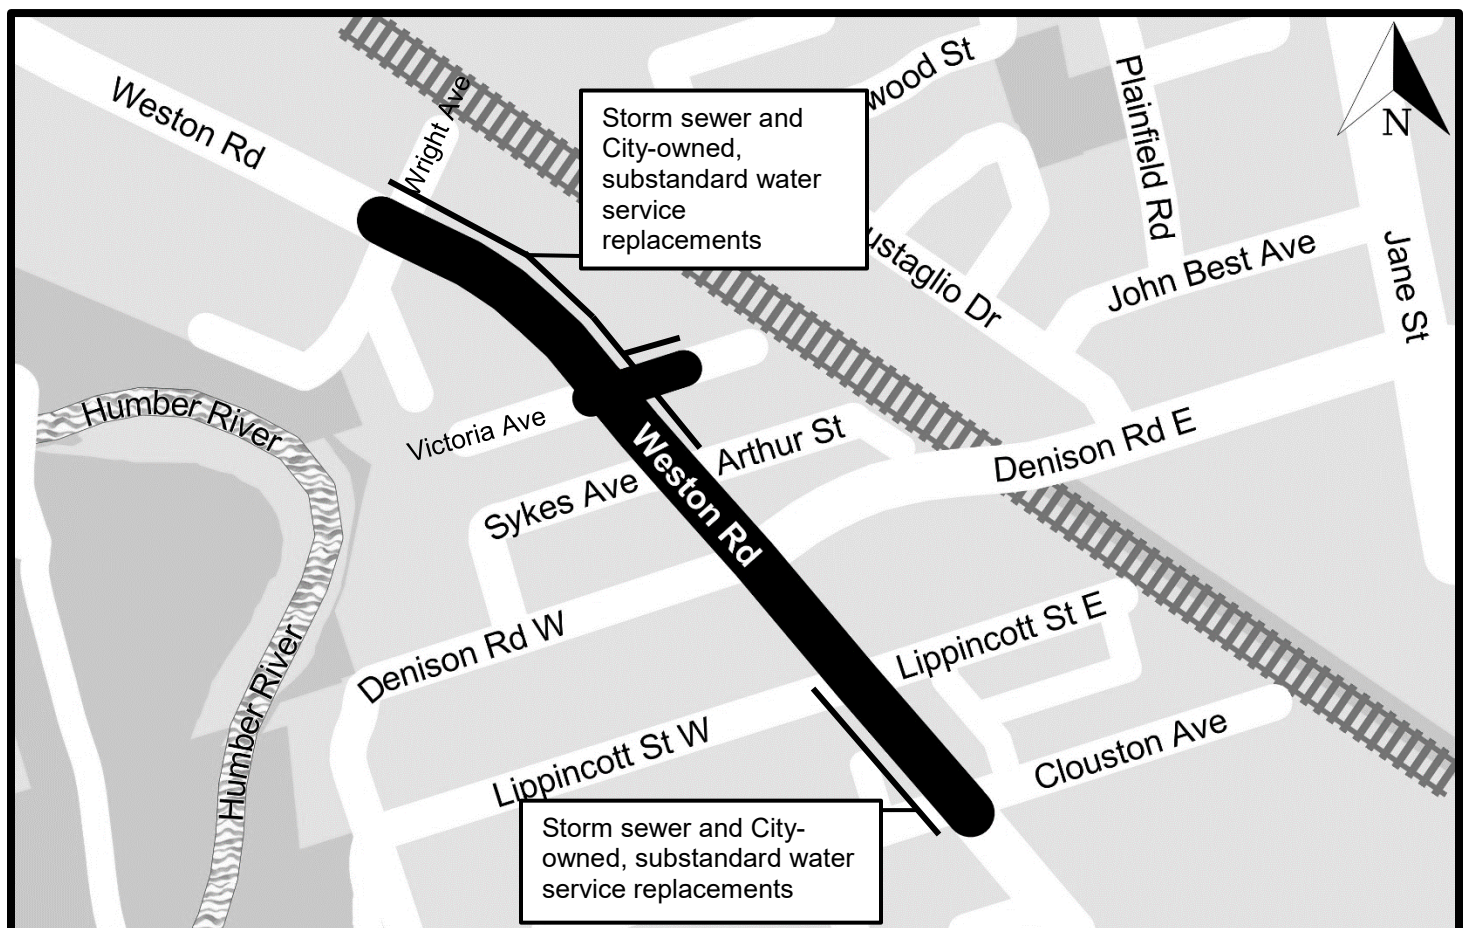 Weston Rd
Wright Ave
Storm sewer and
City-owned,
substandard water
service
replacements
wood St
Plainfield Rd
N
ustaglio Dr
John Best Ave
Jane St
Humber River
Victoria Ave
Weston Rd
Arthur St
Sykes Ave
Denison Rd E
Denison Rd W
Lippincott St E
Humber River
Lippincott St W
Clouston Ave
Storm sewer and City-
owned, substandard water
service replacements